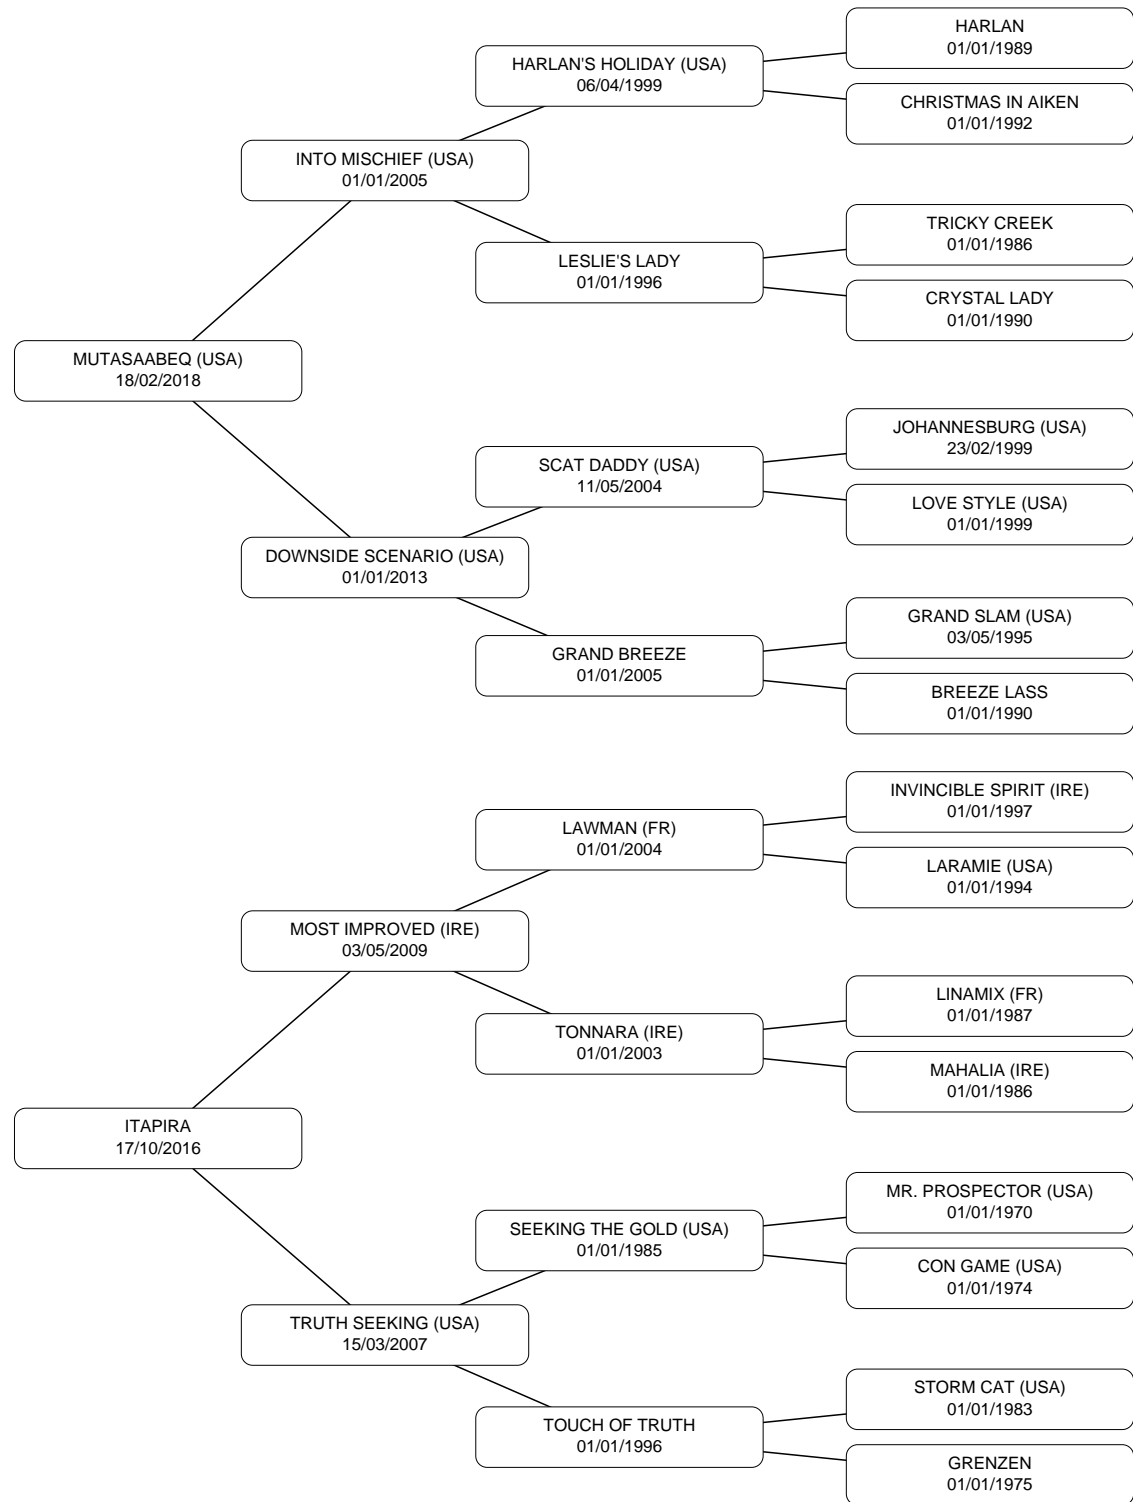 HARLAN
01/01/1989
HARLAN'S HOLIDAY (USA)
06/04/1999
CHRISTMAS IN AIKEN
01/01/1992
INTO MISCHIEF (USA)
01/01/2005
TRICKY CREEK
01/01/1986
LESLIE'S LADY
01/01/1996
CRYSTAL LADY
01/01/1990
MUTASAABEQ (USA)
18/02/2018
JOHANNESBURG (USA)
23/02/1999
SCAT DADDY (USA)
11/05/2004
LOVE STYLE (USA)
01/01/1999
DOWNSIDE SCENARIO (USA)
01/01/2013
GRAND SLAM (USA)
03/05/1995
GRAND BREEZE
01/01/2005
BREEZE LASS
01/01/1990
INVINCIBLE SPIRIT (IRE)
01/01/1997
LAWMAN (FR)
01/01/2004
LARAMIE (USA)
01/01/1994
MOST IMPROVED (IRE)
03/05/2009
LINAMIX (FR)
01/01/1987
TONNARA (IRE)
01/01/2003
MAHALIA (IRE)
01/01/1986
ITAPIRA
17/10/2016
MR. PROSPECTOR (USA)
01/01/1970
SEEKING THE GOLD (USA)
01/01/1985
CON GAME (USA)
01/01/1974
TRUTH SEEKING (USA)
15/03/2007
STORM CAT (USA)
01/01/1983
TOUCH OF TRUTH
01/01/1996
GRENZEN
01/01/1975